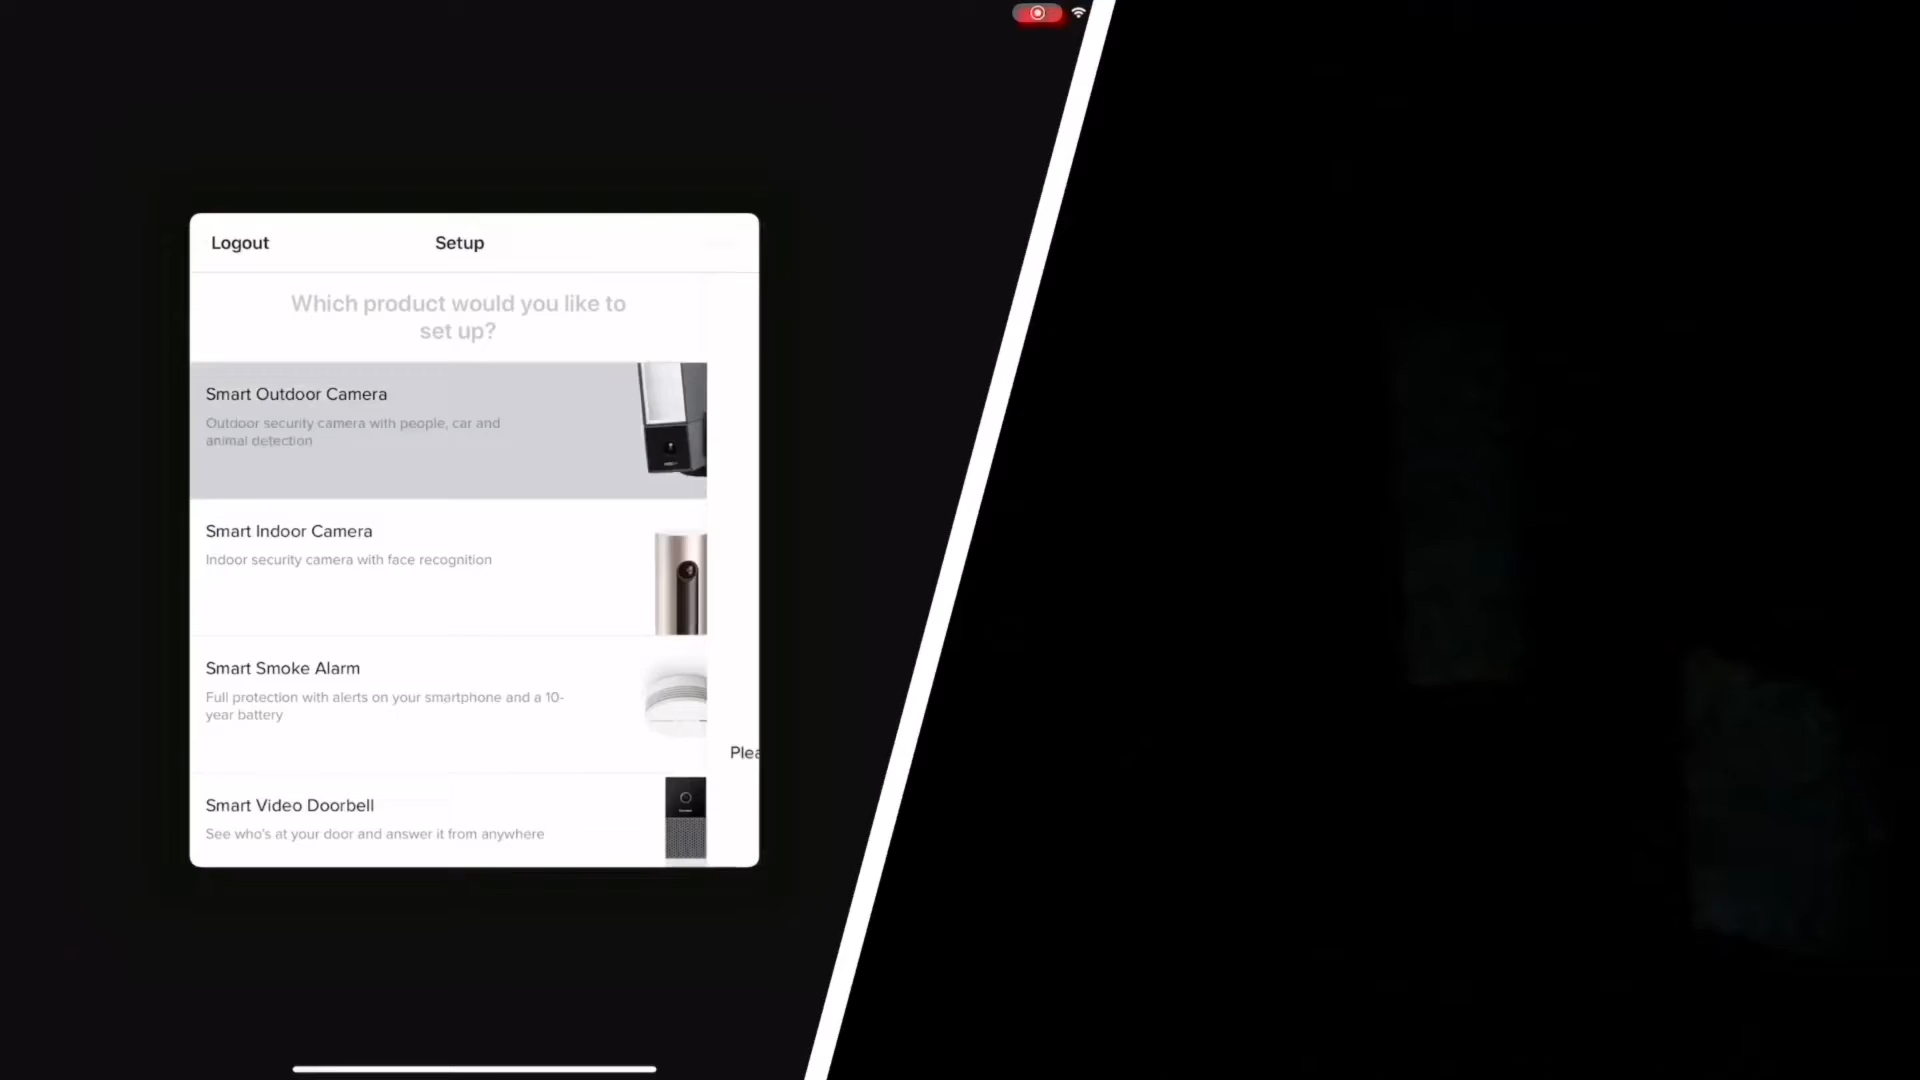 Logout
Setup
Which product would you like to
set up?
Smart Outdoor Camera
Outdoor security camera with people, car and
animal detection
Smart Indoor Camera
Indoor security camera with face recognition
Smart Smoke Alarm
Full protection with alerts on your smartphone and a 10-
year battery
Plea
Smart Video Doorbell
See who's at your door and answer it from anywhere